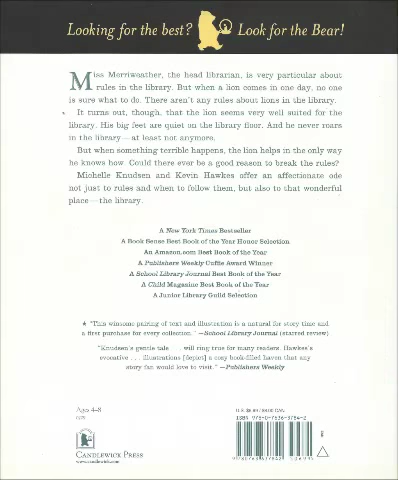 Looking for the best? Look for the Bear!
Miss Merriweather, the head librarian, is very particular about
rules in the library. But when a lion comes in one day, no one
is sure what to do. There aren't any rules about lions in the library.
It turns out, though, that the lion seems very well suited for the
library. His big feet are quiet on the library floor. And he never roars
in the library—at least not anymore.
But when something terrible happens, the lion helps in the only way
he knows how. Could there ever be a good reason to break the rules?
Michelle Knudsen and Kevin Hawkes offer an affectionate ode
not just to rules and when to follow them, but also to that wonderful
place—the library.
A New York Times Bestseller
A Book Sense Best Book of the Year Honor Selection
An Amazon.com Best Book of the Year
A Publishers Weekly Cuffie Award Winner
A School Library Journal Best Book of the Year
A Child Magazine Best Book of the Year
A Junior Library Guild Selection
★ "This winsome pairing of text and illustration is a natural for story time and
a first purchase for every collection." —School Library Journal (starred review)
"Knudsen's gentle tale . . . will ring true for many readers. Hawkes's
evocative . . . illustrations [depict] a cozy book-filled haven that any
story fan would love to visit." —Publishers Weekly
Ages 4–8
CANDLEWICK PRESS
www.candlewick.com
ISBN 978-0-7636-3784-2